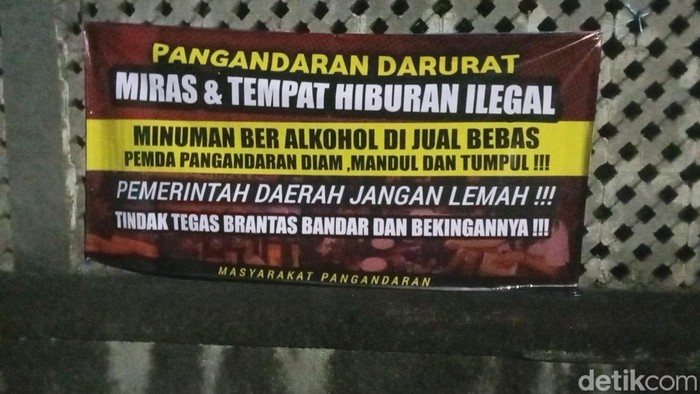 PANGANDARAN DARURAT
MIRAS & TEMPAT HIBURAN ILEGAL
MINUMAN BER ALKOHOL DI JUAL BEBAS
PEMDA PANGANDARAN DIAM ,MANDUL DAN TUMPUL !!!
PEMERINTAH DAERAH JANGAN LEMAH !!!
TINDAK TEGAS BRANTAS BANDAR DAN BEKINGANNYA !!!
MASYARAKAT PANGANDARAN
detikcom